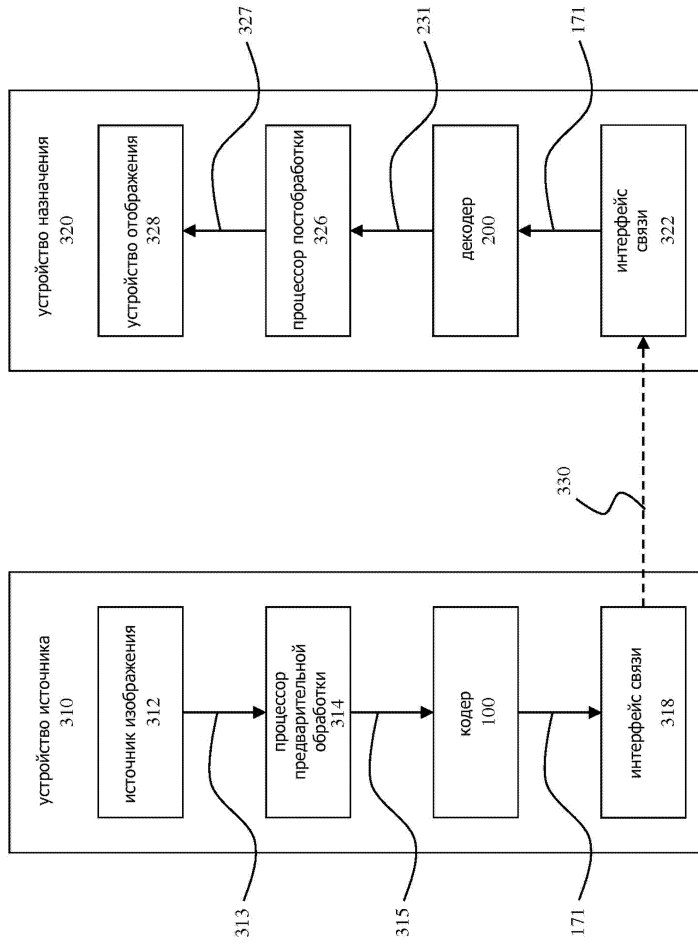 устройство источника
310
источник изображения
312
313
процессор
предварительной
обработки
314
315
кодер
100
171
интерфейс связи
318
330
устройство назначения
320
устройство отображения
328
327
процессор постобработки
326
231
декодер
200
171
интерфейс
связи
322